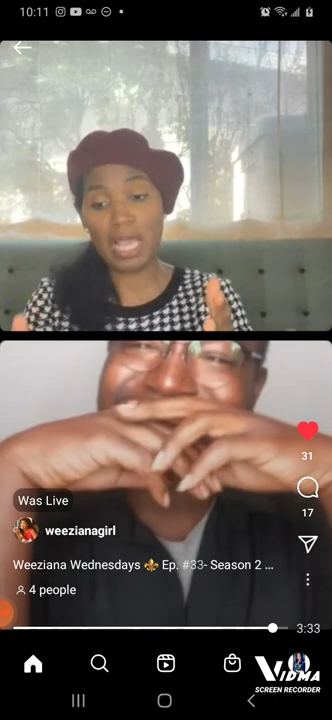 10:11
Was Live
weezianagirl
Weeziana Wednesdays ⚜️ Ep. #33- Season 2 ...
4 people
31
17
3:33
VIDMA
SCREEN RECORDER